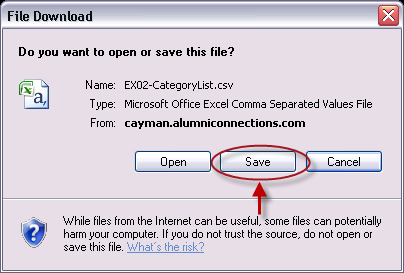 File Download
Do you want to open or save this file?
Name: EX02-CategoryList.csv
Type: Microsoft Office Excel Comma Separated Values File
From: cayman.alumniconnections.com
Open Save Cancel
While files from the Internet can be useful, some files can potentially
harm your computer. If you do not trust the source, do not open or
save this file. What's the risk?